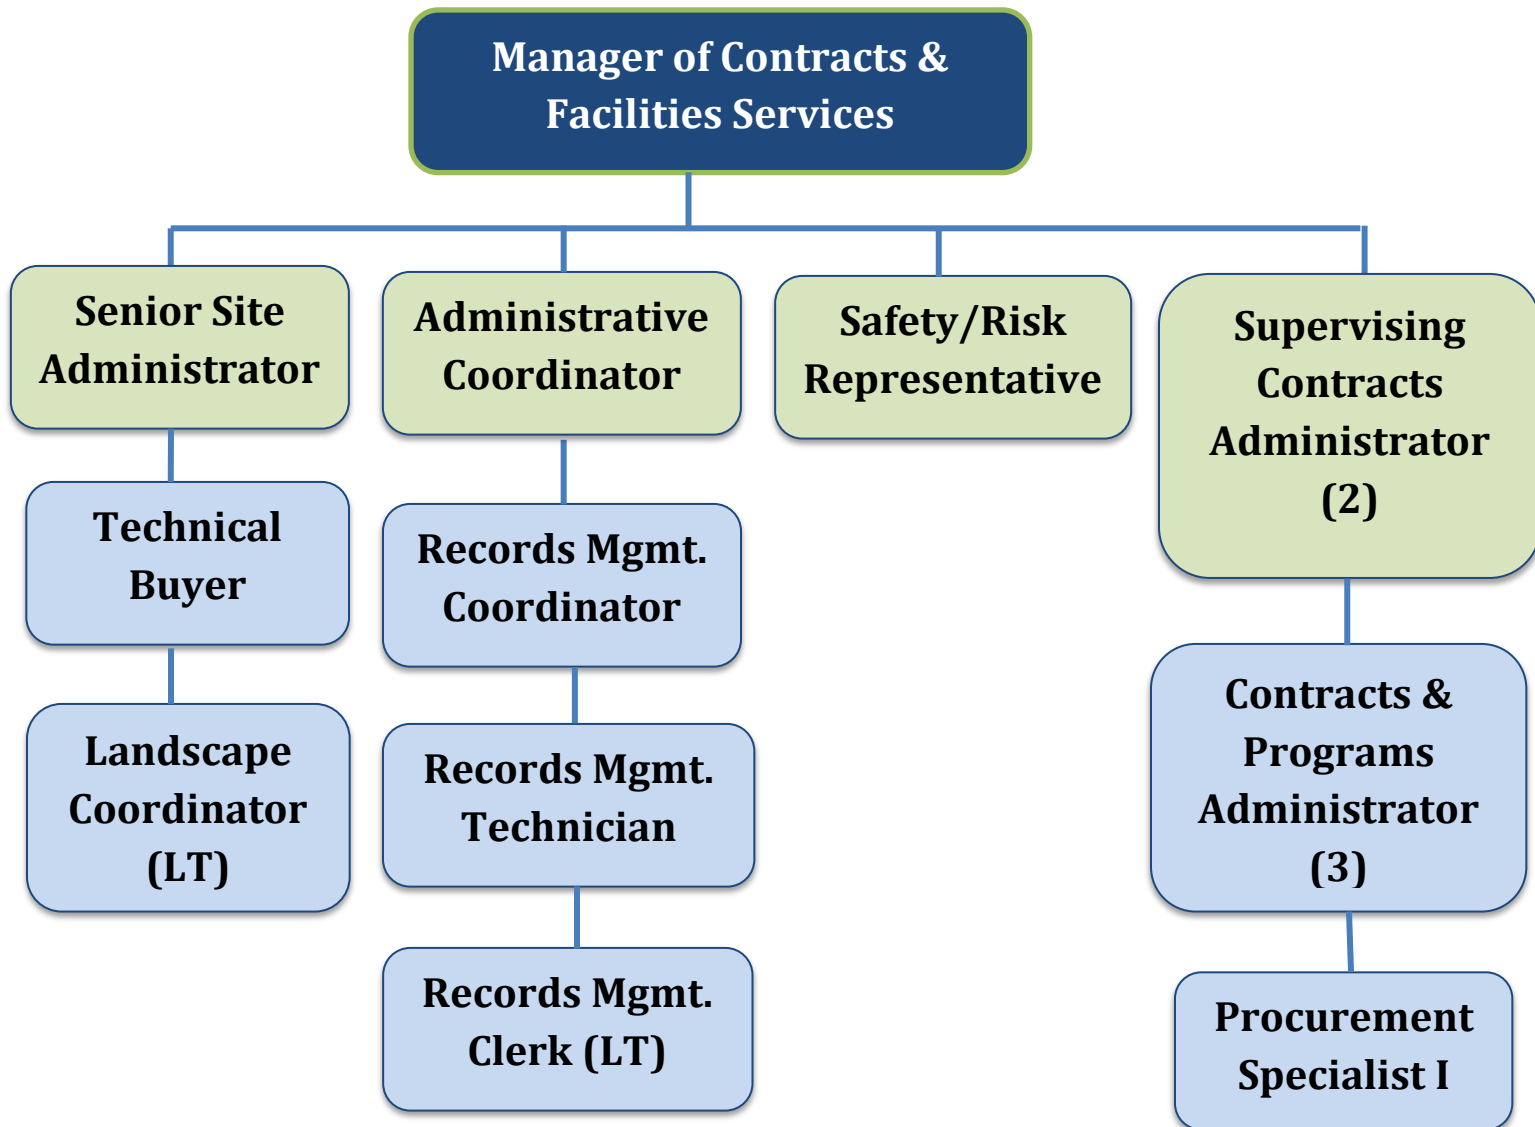 Manager of Contracts &
Facilities Services
Senior Site
Administrator
Administrative
Coordinator
Safety/Risk
Representative
Supervising
Contracts
Administrator
(2)
Technical
Buyer
Records Mgmt.
Coordinator
Contracts &
Programs
Administrator
(3)
Landscape
Coordinator
(LT)
Records Mgmt.
Technician
Records Mgmt.
Clerk (LT)
Procurement
Specialist I